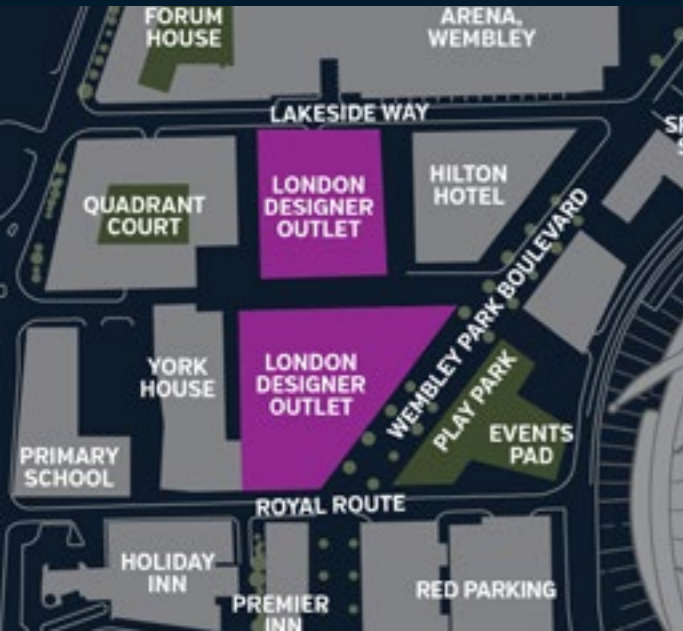 FORUM
HOUSE
ARENA,
WEMBLEY
LAKESIDE WAY
QUADRANT
COURT
LONDON
DESIGNER
OUTLET
HILTON
HOTEL
WEMBLEY PARK BOULEVARD
YORK
HOUSE
LONDON
DESIGNER
OUTLET
PLAY PARK
EVENTS
PAD
PRIMARY
SCHOOL
ROYAL ROUTE
HOLIDAY
INN
PREMIER
INN
RED PARKING